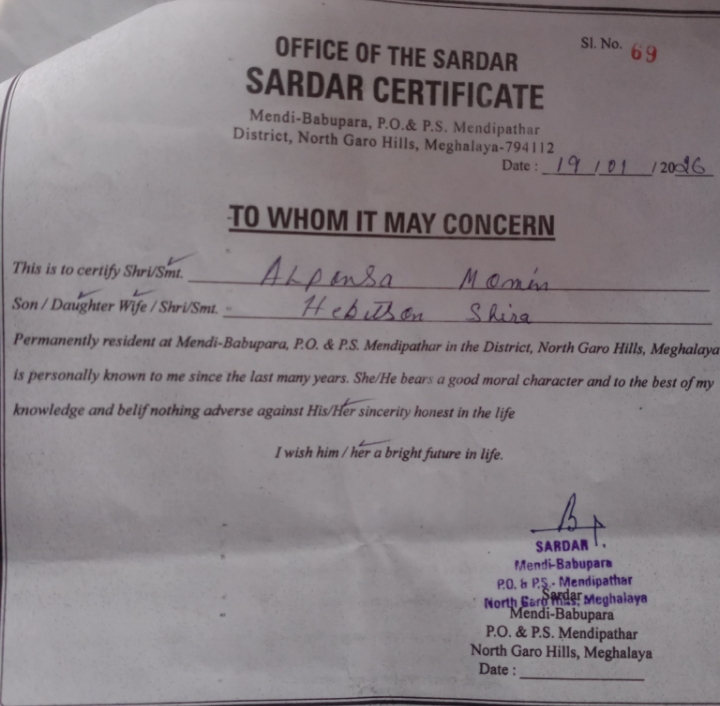 OFFICE OF THE SARDAR
Sl. No. 69
SARDAR CERTIFICATE
Mendi-Babupara, P.O.& P.S. Mendipathar
District, North Garo Hills, Meghalaya-794112
Date : 19 / 01 / 2026
TO WHOM IT MAY CONCERN
This is to certify Shri/Smt. Alpensa Momin
Son / Daughter Wife / Shri/Smt. Hebitson Shira
Permanently resident at Mendi-Babupara, P.O. & P.S. Mendipathar in the District, North Garo Hills, Meghalaya
is personally known to me since the last many years. She/He bears a good moral character and to the best of my
knowledge and belif nothing adverse against His/Her sincerity honest in the life
I wish him / her a bright future in life.
SARDAR
Mendi-Babupara
P.O. & P.S.- Mendipathar
North Garo Hills, Meghalaya
Sardar
Mendi-Babupara
P.O. & P.S. Mendipathar
North Garo Hills, Meghalaya
Date :